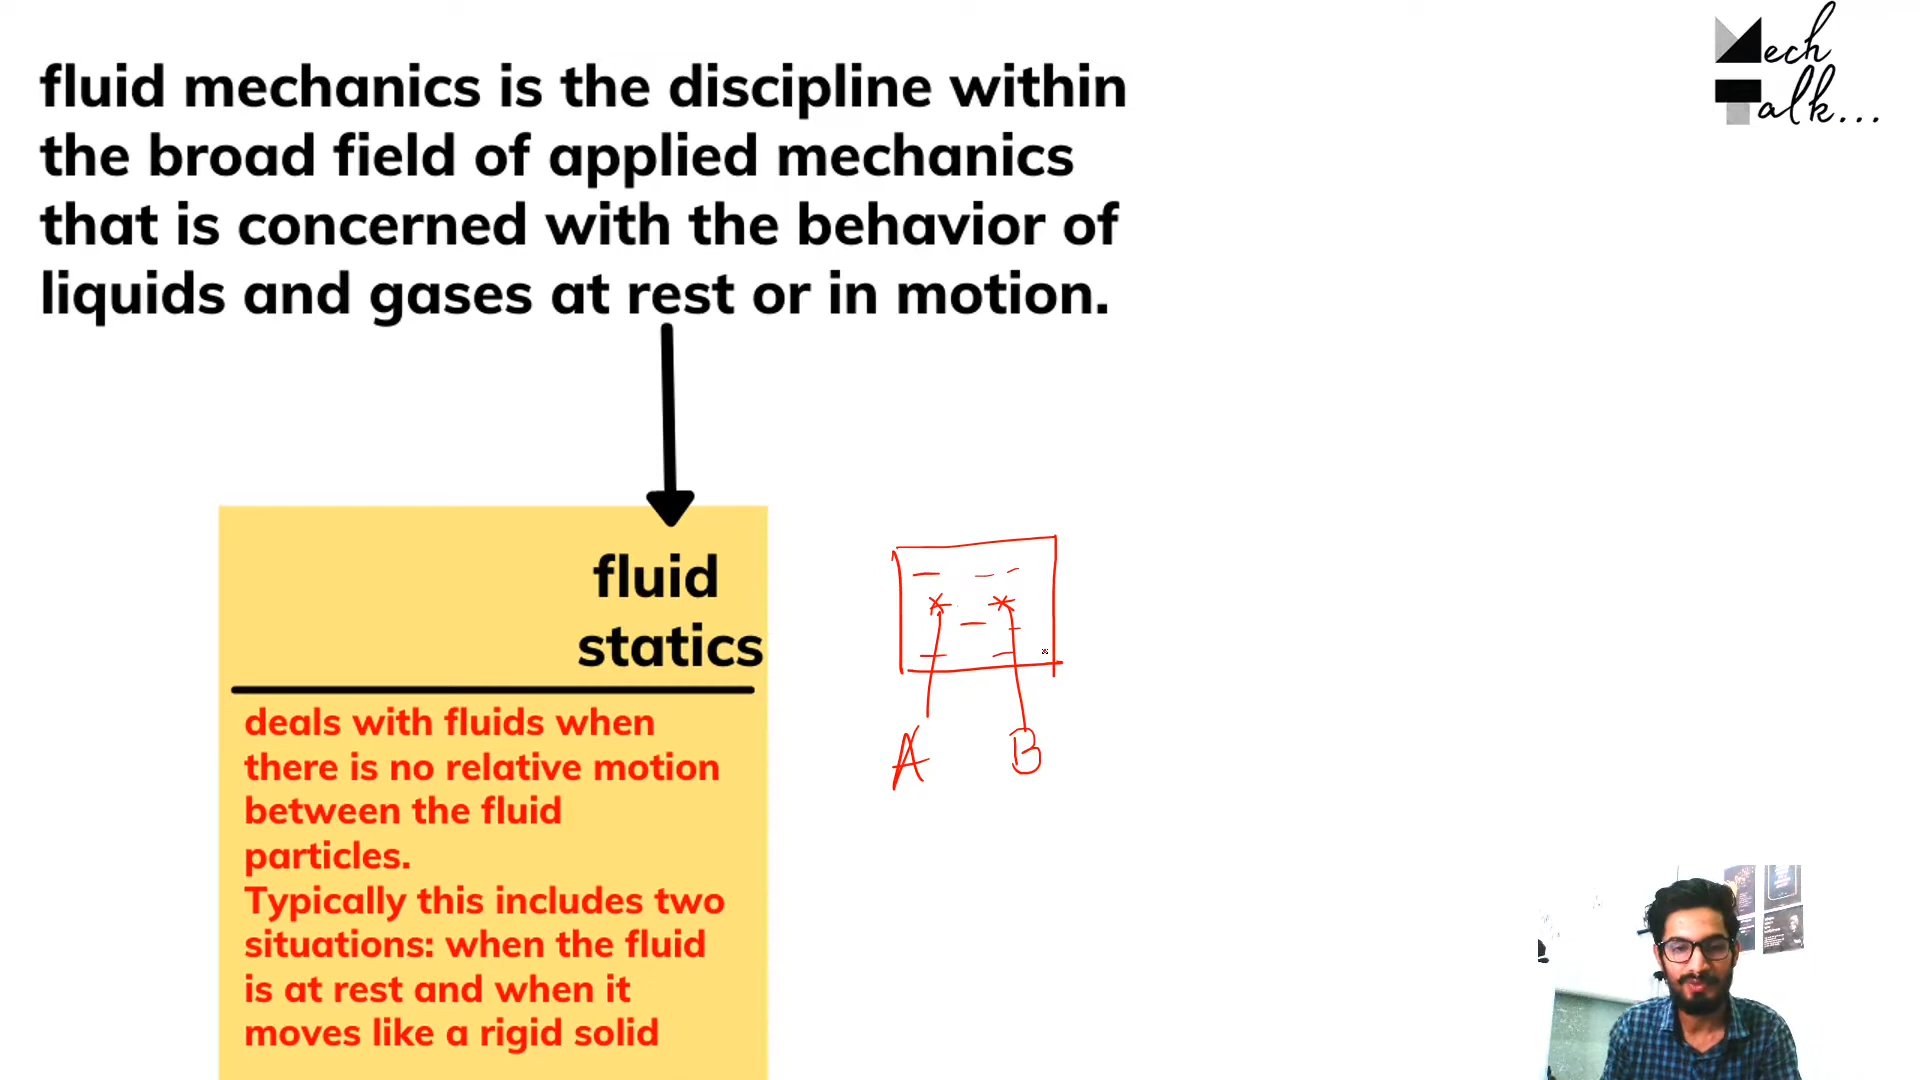 Mech
Talk...
fluid mechanics is the discipline within
the broad field of applied mechanics
that is concerned with the behavior of
liquids and gases at rest or in motion.
fluid
statics
deals with fluids when
there is no relative motion
between the fluid
particles.
Typically this includes two
situations: when the fluid
is at rest and when it
moves like a rigid solid
A B